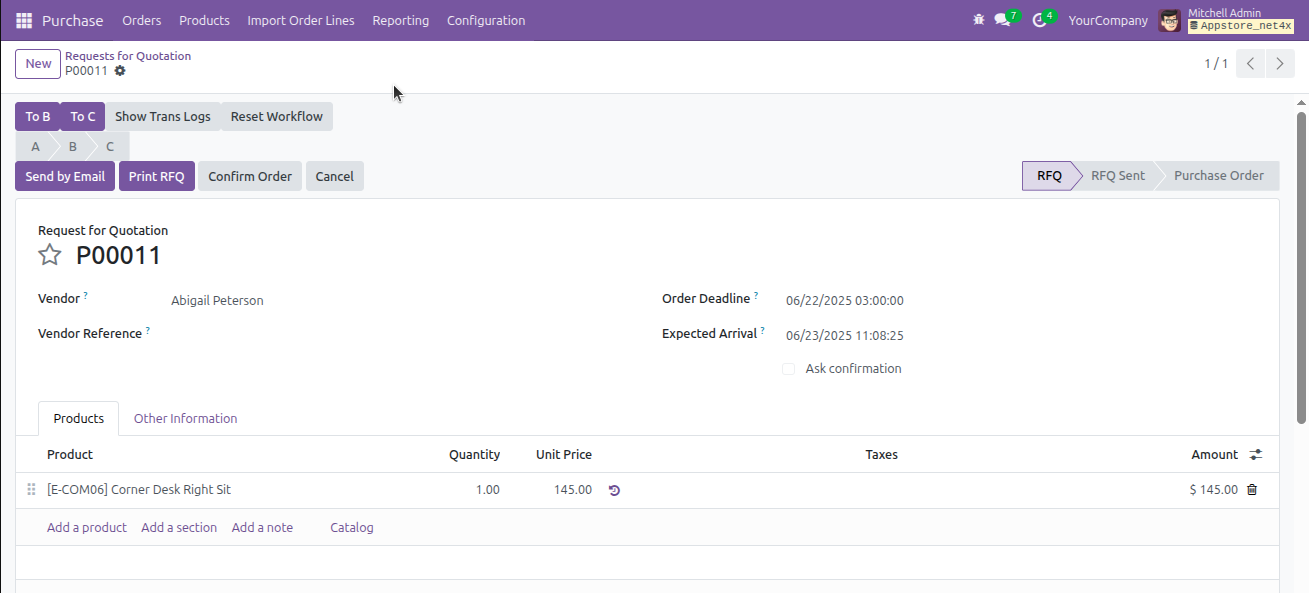 Purchase Orders Products Import Order Lines Reporting Configuration 7 4 YourCompany Mitchell Admin
Appstore_net4x
New Requests for Quotation
P00011
1 / 1
To B To C Show Trans Logs Reset Workflow
A B C
Send by Email Print RFQ Confirm Order Cancel RFQ RFQ Sent Purchase Order
Request for Quotation
P00011
Vendor ? Abigail Peterson Order Deadline ? 06/22/2025 03:00:00
Vendor Reference ? Expected Arrival ? 06/23/2025 11:08:25
Ask confirmation
Products Other Information
Product Quantity Unit Price Taxes Amount
[E-COM06] Corner Desk Right Sit 1.00 145.00 $ 145.00
Add a product Add a section Add a note Catalog